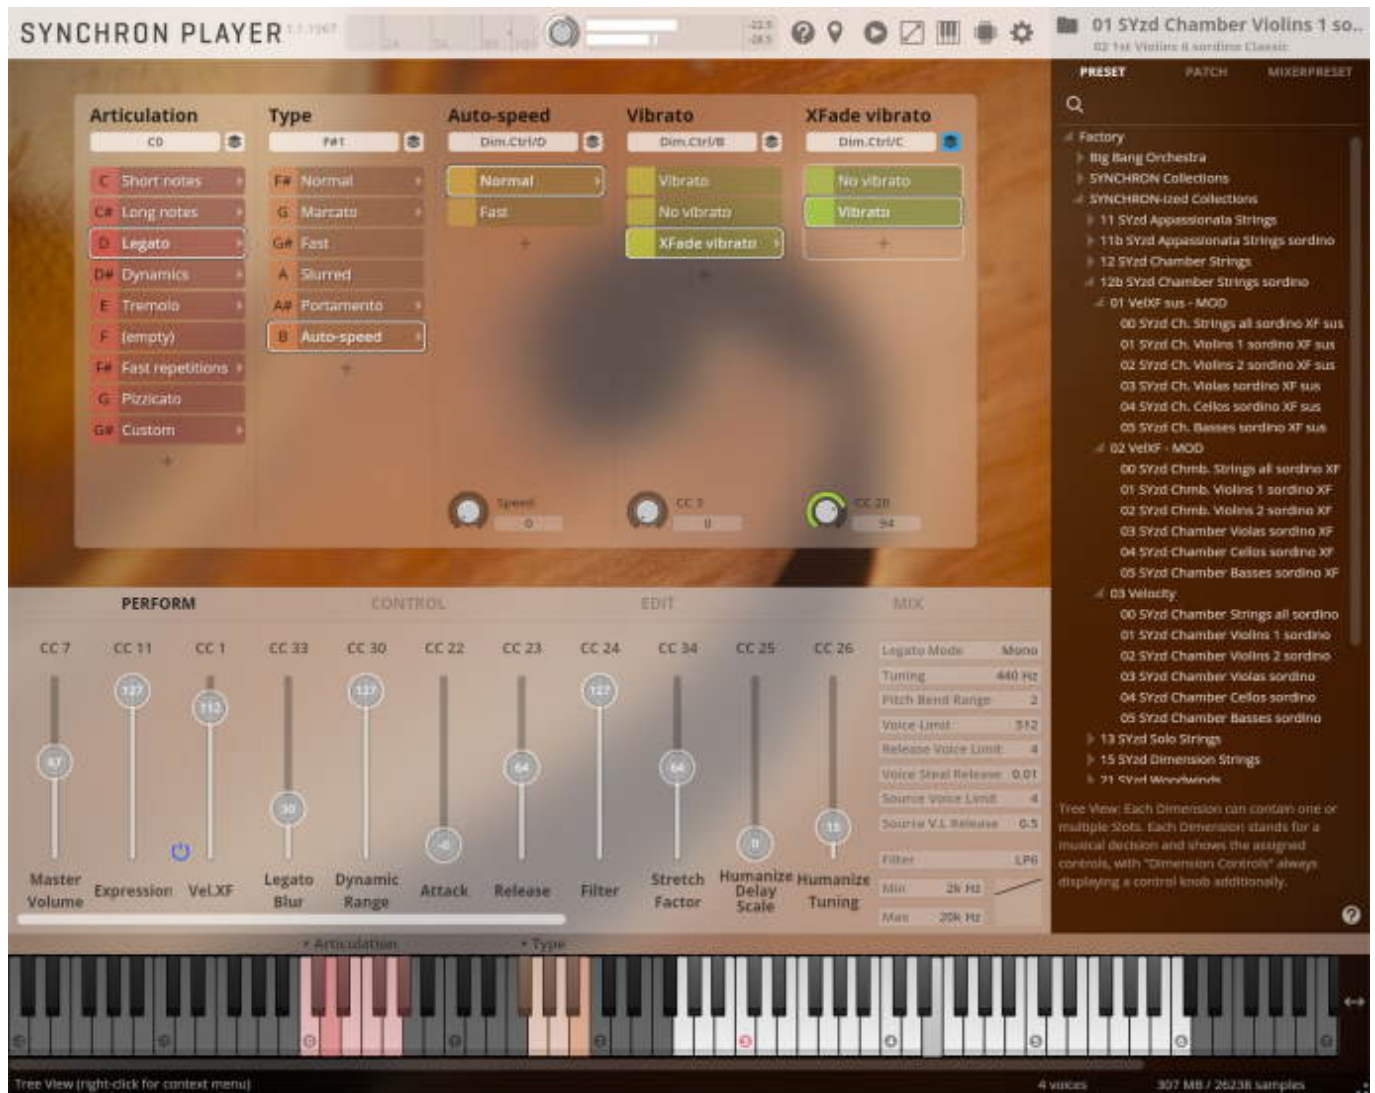 SYNCHRON PLAYER
01 SYzd Chamber Violins 1 so..
02 1st Violins 6 sordino Classic
PRESET PATCH MIXERPRESET
Articulation Type Auto-speed Vibrato XFade vibrato
C0 F#1 Dim.Ctrl/D Dim.Ctrl/B Dim.Ctrl/C
C Short notes
C# Long notes
D Legato
D# Dynamics
E Tremolo
F (empty)
F# Fast repetitions
G Pizzicato
G# Custom
+
F# Normal
G Marcato
G# Fast
A Slurred
A# Portamento
B Auto-speed
+
Normal
Fast
+
Speed
0
Vibrato
No vibrato
XFade vibrato
+
0
No vibrato
Vibrato
+
CC 28
94
Factory
Big Bang Orchestra
SYNCHRON Collections
SYNCHRON-ized Collections
11 SYzd Appassionata Strings
11b SYzd Appassionata Strings sordino
12 SYzd Chamber Strings
12b SYzd Chamber Strings sordino
01 VelXF sus - MOD
00 SYzd Ch. Strings all sordino XF sus
01 SYzd Ch. Violins 1 sordino XF sus
02 SYzd Ch. Violins 2 sordino XF sus
03 SYzd Ch. Violas sordino XF sus
04 SYzd Ch. Cellos sordino XF sus
05 SYzd Ch. Basses sordino XF sus
02 VelXF - MOD
00 SYzd Chmb. Strings all sordino XF
01 SYzd Chmb. Violins 1 sordino XF
02 SYzd Chmb. Violins 2 sordino XF
03 SYzd Chamber Violas sordino XF
04 SYzd Chamber Cellos sordino XF
05 SYzd Chamber Basses sordino XF
03 Velocity
00 SYzd Chamber Strings all sordino
01 SYzd Chamber Violins 1 sordino
02 SYzd Chamber Violins 2 sordino
03 SYzd Chamber Violas sordino
04 SYzd Chamber Cellos sordino
05 SYzd Chamber Basses sordino
13 SYzd Solo Strings
15 SYzd Dimension Strings
21 SYzd Woodwinds
PERFORM CONTROL EDIT MIX
CC 7 CC 11 CC 1 CC 33 CC 30 CC 22 CC 23 CC 24 CC 34 CC 25 CC 26
127 112 30 127 64 127 64 0 15
Master Volume
Expression
Vel.XF
Legato Blur
Dynamic Range
Attack
Release
Filter
Stretch Factor
Humanize Delay Scale
Humanize Tuning
Legato Mode Mono
Tuning 440 Hz
Pitch Bend Range 2
Voice Limit 512
Release Voice Limit 4
Voice Steal Release 0.01
Source Voice Limit 4
Source V.L Release 0.5
Filter LP6
Min 2k Hz
Max 20k Hz
Tree View: Each Dimension can contain one or
multiple Slots. Each Dimension stands for a
musical decision and shows the assigned
controls, with "Dimension Controls" always
displaying a control knob additionally.
Articulation Type
Tree View (right-click for context menu)
4 voices 307 MB / 26238 samples